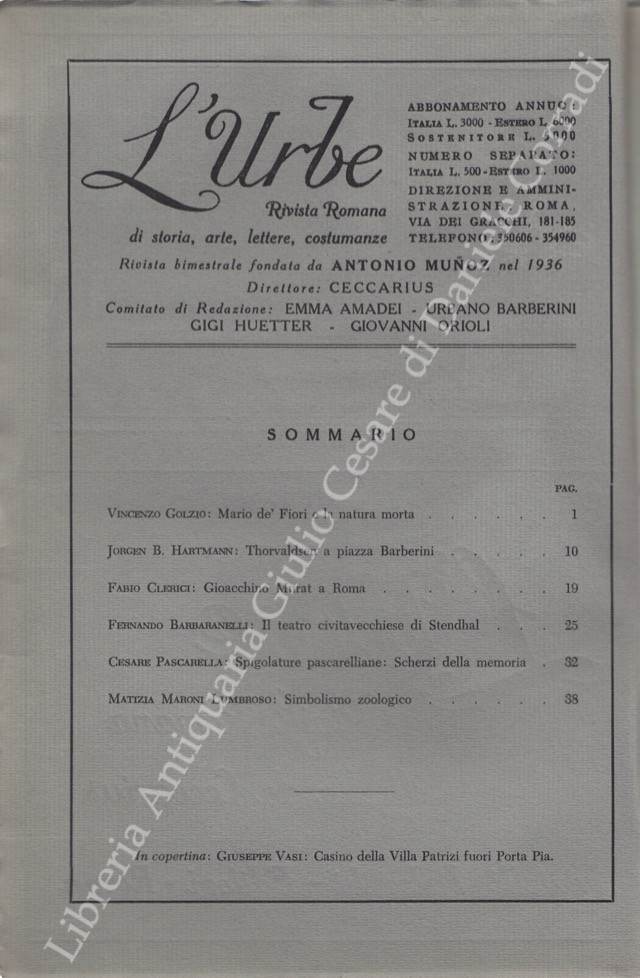 L'Urbe
Rivista Romana
di storia, arte, lettere, costumanze
ABBONAMENTO ANNUO:
ITALIA L. 3000 - ESTERO L. 6000
SOSTENITORE L. 5000
NUMERO SEPARATO:
ITALIA L. 500 - ESTERO L. 1000
DIREZIONE E AMMINI-
STRAZIONE: ROMA,
VIA DEI GRACCHI, 181-185
TELEFONO: 350606 - 354960
Rivista bimestrale fondata da ANTONIO MUÑOZ nel 1936
Direttore: CECCARIUS
Comitato di Redazione: EMMA AMADEI - URBANO BARBERINI
GIGI HUETTER - GIOVANNI ORIOLI
SOMMARIO
PAG.
VINCENZO GOLZIO: Mario de' Fiori e la natura morta . . . . . . 1
JORGEN B. HARTMANN: Thorvaldsen a piazza Barberini . . . . . 10
FABIO CLERICI: Gioacchino Murat a Roma . . . . . . . . 19
FERNANDO BARBARANELLI: Il teatro civitavecchiese di Stendhal . . . 25
CESARE PASCARELLA: Spigolature pascarelliane: Scherzi della memoria . 32
MATIZIA MARONI LUMBROSO: Simbolismo zoologico . . . . . . 38
In copertina: GIUSEPPE VASI: Casino della Villa Patrizi fuori Porta Pia.
Libreria Antiquaria Giulio Cesare di Daniele Corradi